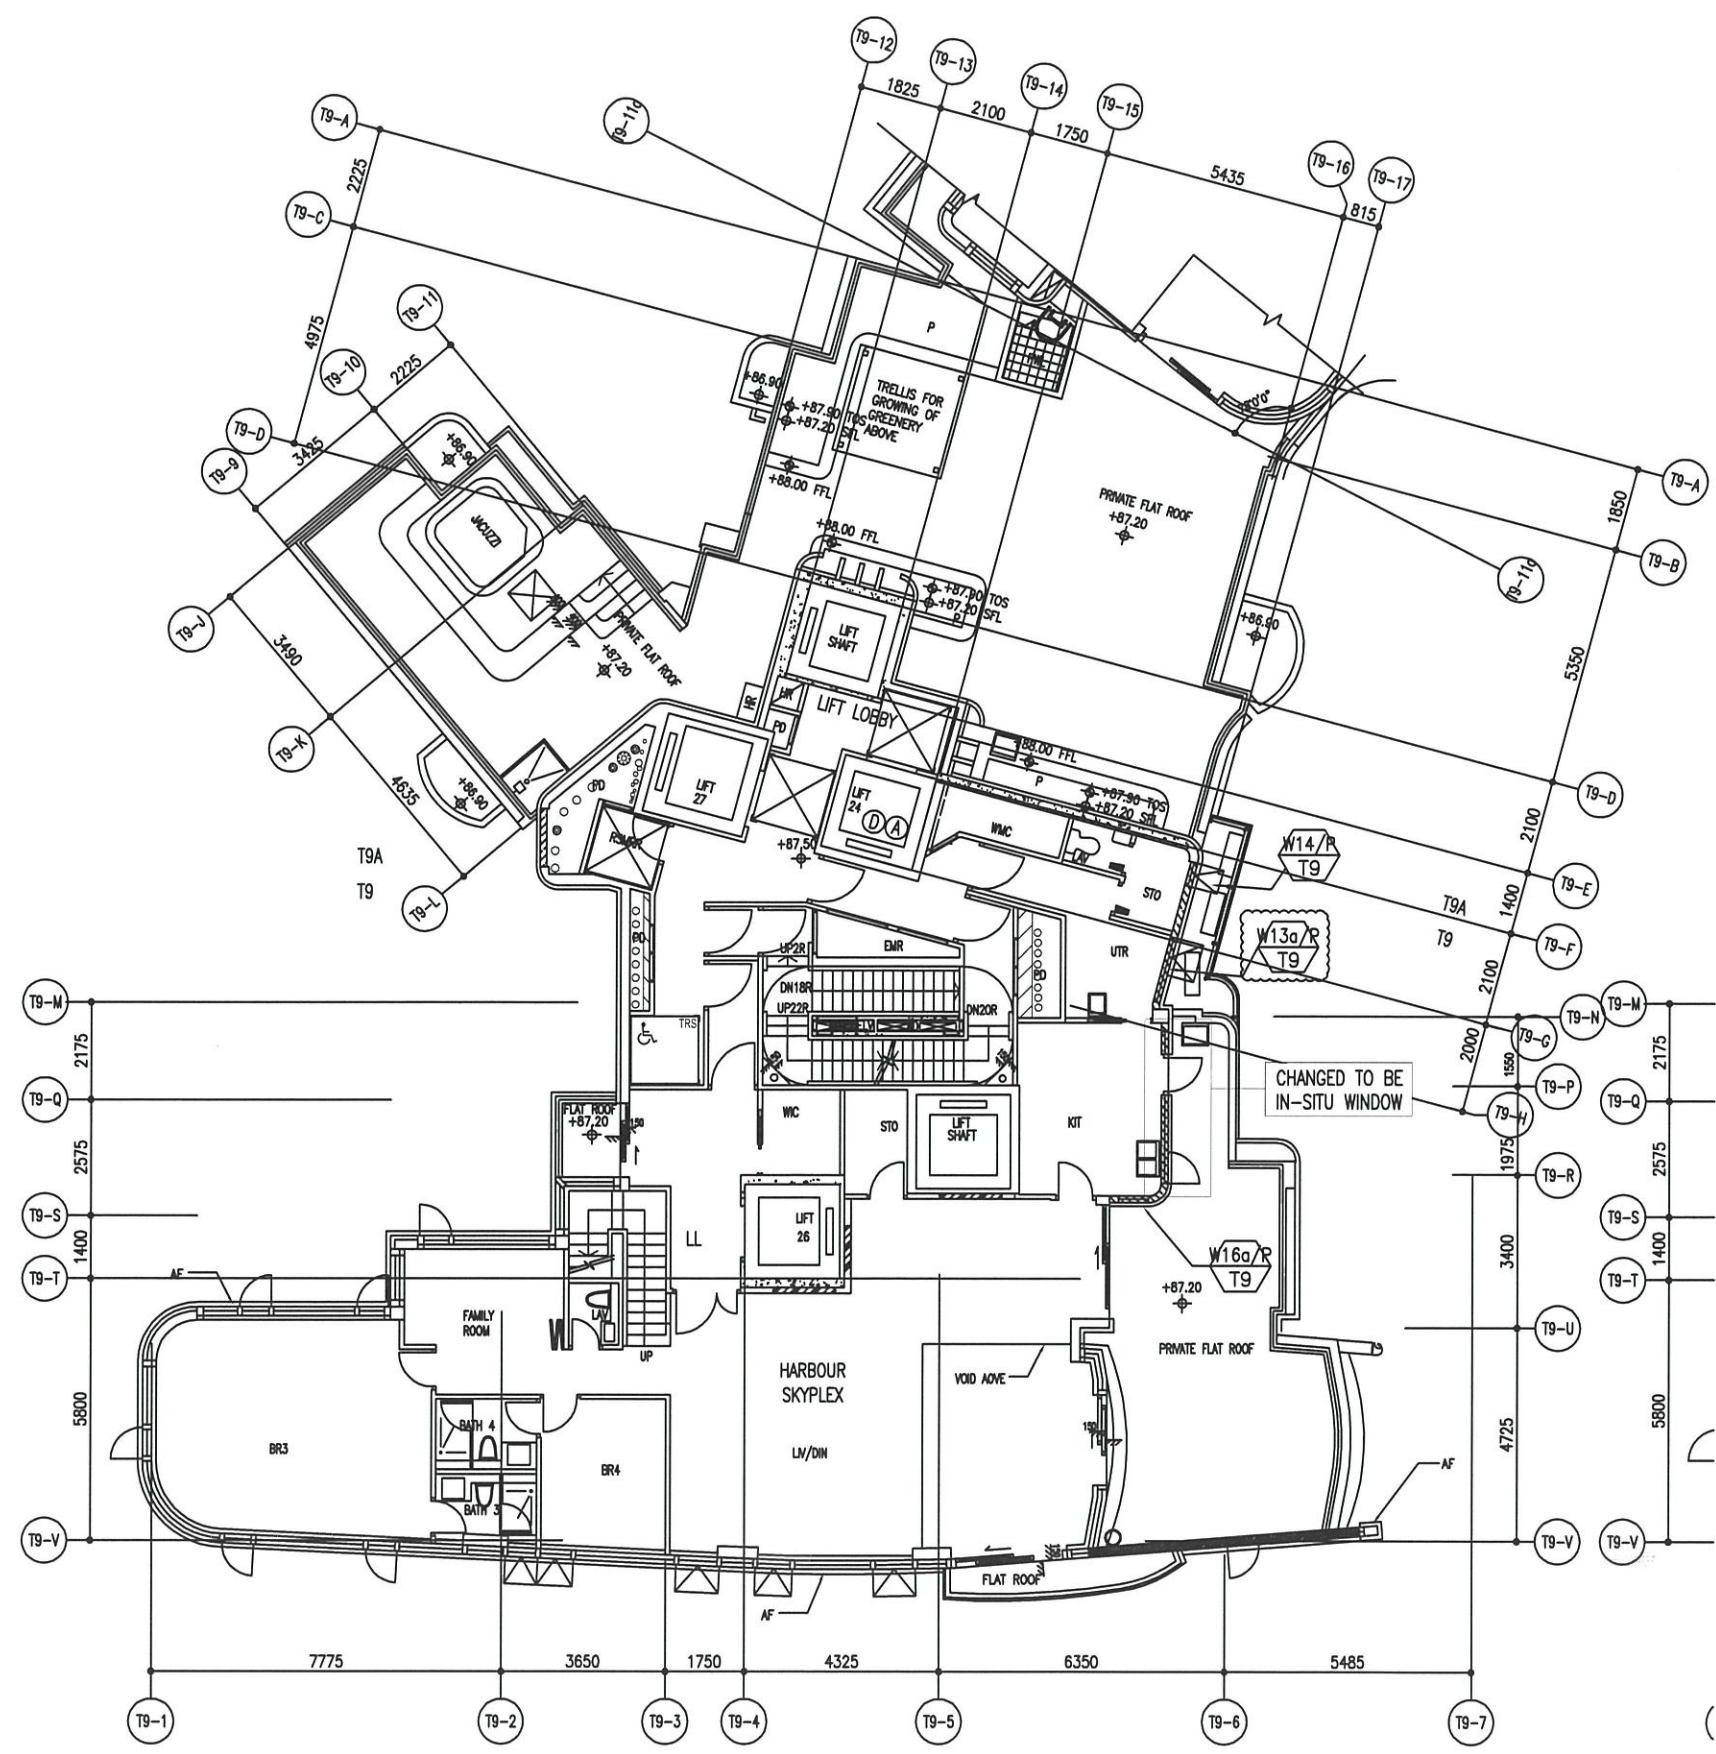 T9-12
T9-13
T9-14
T9-15
1825
2100
1750
5435
T9-16
T9-17
815
T9-A
T9-11a
2225
T9-C
4975
T9-11
2225
T9-10
T9-D
3425
T9-9
+86.90
JACUZZI
P
+86.90
+87.90 TOS
+87.20 SFL
+88.00 FFL
TRELLIS FOR
GROWING OF
GREENERY
ABOVE
0'0"
PRIVATE FLAT ROOF
+87.20
T9-A
1850
T9-B
T9-11a
5350
+88.00 FFL
+87.90 TOS
+87.20 SFL
P
+86.90
LIFT
SHAFT
T9-J
3490
PRIVATE FLAT ROOF
+87.20
T9-K
4635
+86.90
HR
HR
PD
LIFT LOBBY
+88.00 FFL
P
+87.90 TOS
+87.20 SFL
T9-D
2100
PD
LIFT
27
LIFT
24
D
A
WMC
LAV
STO
W14/P
T9
RSMRR
+87.50
T9A
T9
T9-L
T9-E
1400
T9A
T9
T9-F
W13a/P
T9
2100
PD
UP2R
EMR
DN18R
UP22R
DN20R
PD
UTR
T9-M
T9-N
T9-M
T9-G
2000
2175
TRS
1550
2175
CHANGED TO BE
IN-SITU WINDOW
T9-P
T9-Q
T9-Q
T9-H
FLAT ROOF
+87.20
150
WIC
STO
LIFT
SHAFT
KIT
2575
1975
2575
T9-R
T9-S
T9-S
1400
LL
LIFT
26
W16a/P
T9
3400
1400
T9-T
T9-T
AF
+87.20
FAMILY
ROOM
W
LAV
UP
T9-U
PRIVATE FLAT ROOF
HARBOUR
SKYPLEX
VOID AOVE
5800
4725
5800
BATH 4
BR3
BR4
LIV/DIN
150
AF
BATH 3
T9-V
T9-V
T9-V
FLAT ROOF
AF
7775
3650
1750
4325
6350
5485
T9-1
T9-2
T9-3
T9-4
T9-5
T9-6
T9-7